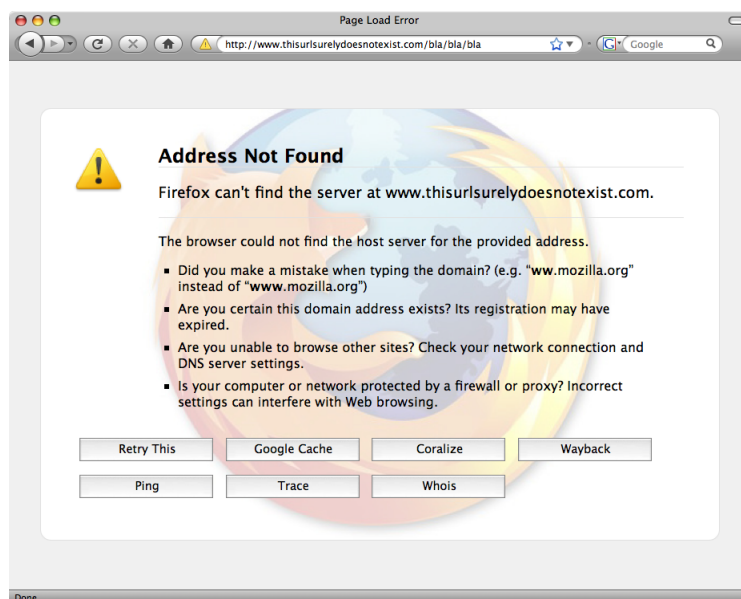 Page Load Error
http://www.thisurlsurelydoesnotexist.com/bla/bla/bla
G Google
Address Not Found
Firefox can't find the server at www.thisurlsurelydoesnotexist.com.
The browser could not find the host server for the provided address.
Did you make a mistake when typing the domain? (e.g. “ww.mozilla.org”
instead of “www.mozilla.org”)
Are you certain this domain address exists? Its registration may have
expired.
Are you unable to browse other sites? Check your network connection and
DNS server settings.
Is your computer or network protected by a firewall or proxy? Incorrect
settings can interfere with Web browsing.
Retry This Google Cache Coralize Wayback
Ping Trace Whois
Done